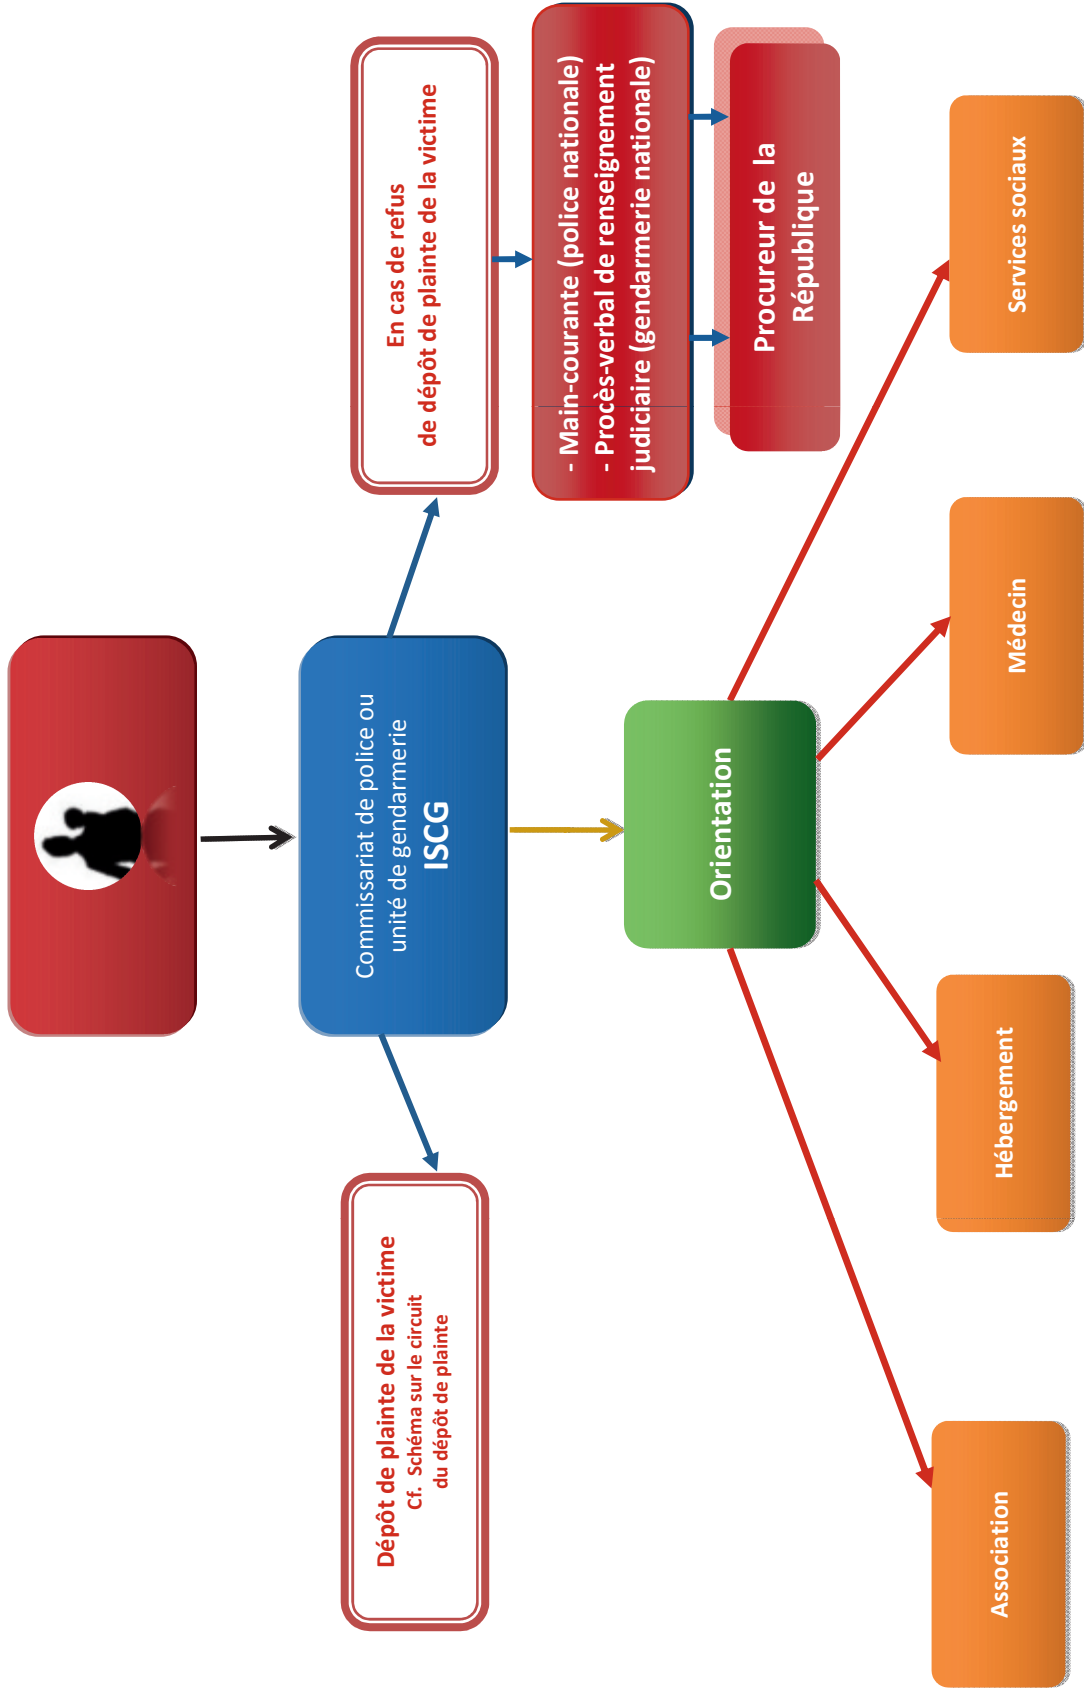 Commissariat de police ou
unité de gendarmerie
ISCG
Dépôt de plainte de la victime
Cf. Schéma sur le circuit
du dépôt de plainte
En cas de refus
de dépôt de plainte de la victime
- Main-courante (police nationale)
- Procès-verbal de renseignement
judiciaire (gendarmerie nationale)
Procureur de la
République
Orientation
Association
Hébergement
Médecin
Services sociaux